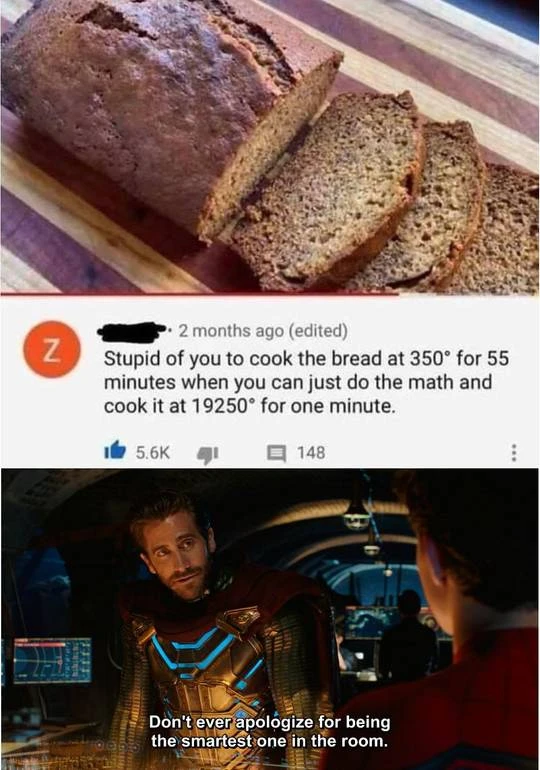 Z
2 months ago (edited)
Stupid of you to cook the bread at 350° for 55
minutes when you can just do the math and
cook it at 19250° for one minute.
5.6K 148
Don't ever apologize for being
the smartest one in the room.